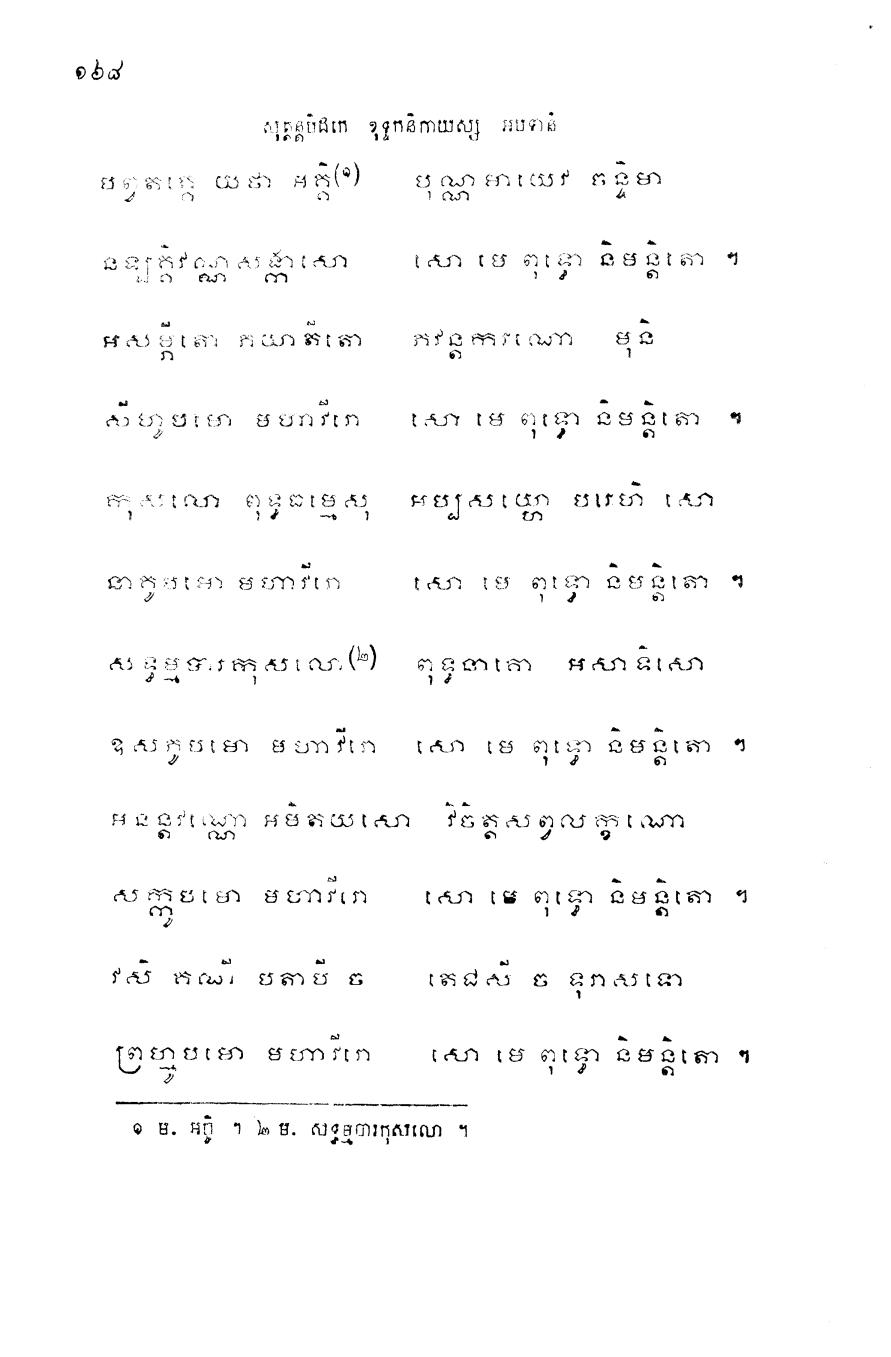 ១៦៨
សុត្តន្តបិដកេ ខុទ្ទកនិកាយស្ស អបទានំ
បព្វតគ្គេ យថា អគ្គិ(១) បុណ្ណមាយេវ ចន្ទិមា
នឡគ្គិវណ្ណសង្កាសោ សោ មេ ពុទ្ធោ និមន្តិតោ ។
អសម្ភីតោ ភយាតីតោ ភវន្តករណោ មុនិ
សីហូបមោ មហាវីរោ សោ មេ ពុទ្ធោ និមន្តិតោ ។
កុសលោ ពុទ្ធធម្មេសុ អប្បសយ្ហោ បរេហិ សោ
នាគូបមោ មហាវីរោ សោ មេ ពុទ្ធោ និមន្តិតោ ។
សទ្ធម្មចារកុសលោ(២) ពុទ្ធនាគោ អសាទិសោ
ឧសភូបមោ មហាវីរោ សោ មេ ពុទ្ធោ និមន្តិតោ ។
អនន្តវណ្ណោ អមិតយសោ វិចិត្តសព្វលក្ខណោ
សក្កូបមោ មហាវីរោ សោ មេ ពុទ្ធោ និមន្តិតោ ។
វសី គណី បតាបី ច តេជសី ច ទុរាសទោ
ព្រហ្មូបមោ មហាវីរោ សោ មេ ពុទ្ធោ និមន្តិតោ ។
១ ម. អគ្គិ ។ ២ ម. សទ្ធម្មបារកុសលោ ។